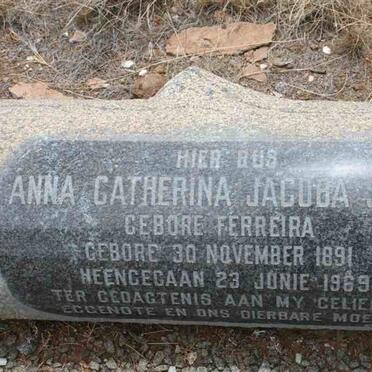 HIER RUS
ANNA CATHERINA JACOBA
GEBORE FERREIRA
GEBORE 30 NOVEMBER 1891
HEENGEGAAN 23 JUNIE 1969
TER GEDAGTENIS AAN MY
EGGENOTE EN ONS DIERBARE